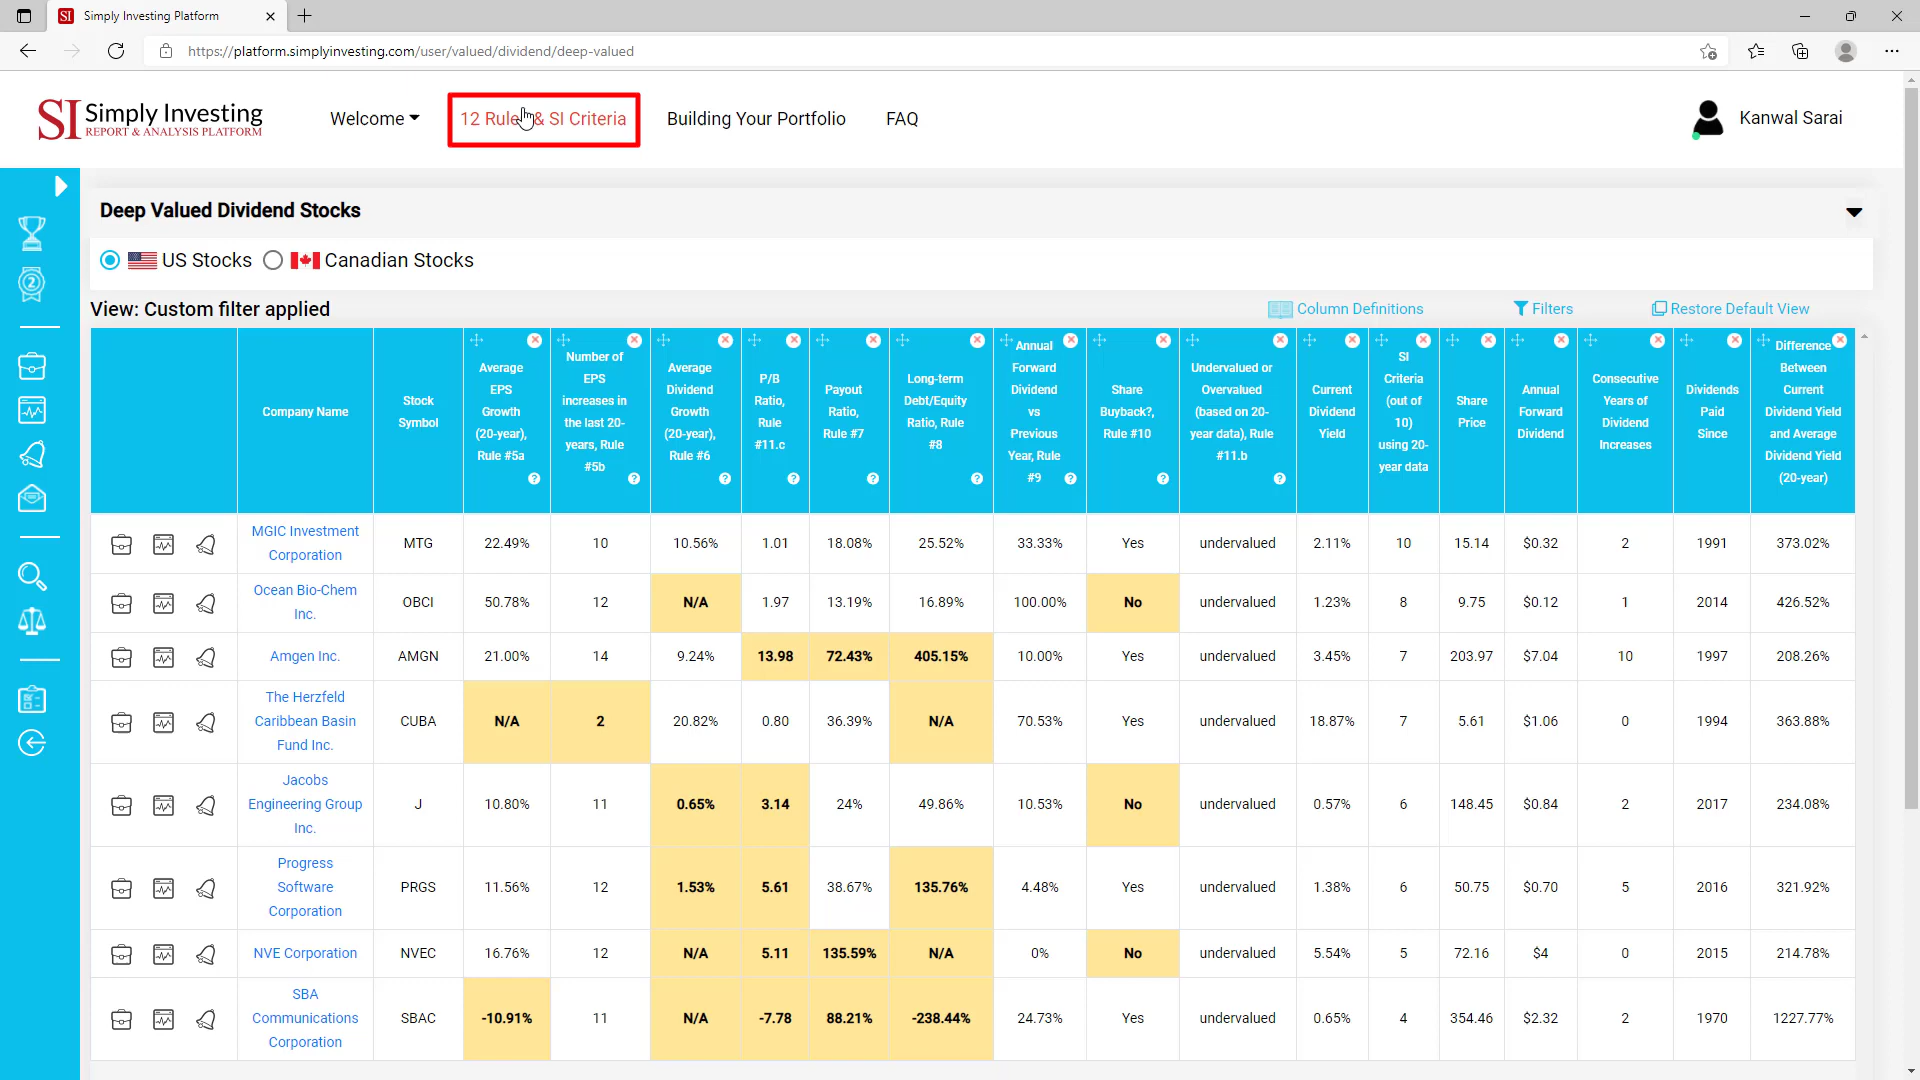 Simply Investing Platform
https://platform.simplyinvesting.com/user/valued/dividend/deep-valued
SI Simply Investing
REPORT & ANALYSIS PLATFORM
Welcome
12 Rules & SI Criteria
Building Your Portfolio
FAQ
Kanwal Sarai
Deep Valued Dividend Stocks
US Stocks
Canadian Stocks
View: Custom filter applied
Column Definitions
Filters
Restore Default View
Company Name
Stock
Symbol
Average
EPS
Growth
(20-year),
Rule #5a
Number of
EPS
increases in
the last 20-
years, Rule
#5b
Average
Dividend
Growth
(20-year),
Rule #6
P/B
Ratio,
Rule
#11.c
Payout
Ratio,
Rule #7
Long-term
Debt/Equity
Ratio, Rule
#8
Annual
Forward
Dividend
vs
Previous
Year, Rule
#9
Share
Buyback?,
Rule #10
Undervalued or
Overvalued
(based on 20-
year data), Rule
#11.b
Current
Dividend
Yield
SI
Criteria
(out of
10)
using 20-
year data
Share
Price
Annual
Forward
Dividend
Consecutive
Years of
Dividend
Increases
Dividends
Paid
Since
Difference
Between
Current
Dividend Yield
and Average
Dividend Yield
(20-year)
MGIC Investment
Corporation
MTG 22.49% 10 10.56% 1.01 18.08% 25.52% 33.33% Yes undervalued 2.11% 10 15.14 $0.32 2 1991 373.02%
Ocean Bio-Chem
Inc.
OBCI 50.78% 12 N/A 1.97 13.19% 16.89% 100.00% No undervalued 1.23% 8 9.75 $0.12 1 2014 426.52%
Amgen Inc. AMGN 21.00% 14 9.24% 13.98 72.43% 405.15% 10.00% Yes undervalued 3.45% 7 203.97 $7.04 10 1997 208.26%
The Herzfeld
Caribbean Basin
Fund Inc.
CUBA N/A 2 20.82% 0.80 36.39% N/A 70.53% Yes undervalued 18.87% 7 5.61 $1.06 0 1994 363.88%
Jacobs
Engineering Group
Inc.
J 10.80% 11 0.65% 3.14 24% 49.86% 10.53% No undervalued 0.57% 6 148.45 $0.84 2 2017 234.08%
Progress
Software
Corporation
PRGS 11.56% 12 1.53% 5.61 38.67% 135.76% 4.48% Yes undervalued 1.38% 6 50.75 $0.70 5 2016 321.92%
NVE Corporation NVEC 16.76% 12 N/A 5.11 135.59% N/A 0% No undervalued 5.54% 5 72.16 $4 0 2015 214.78%
SBA
Communications
Corporation
SBAC -10.91% 11 N/A -7.78 88.21% -238.44% 24.73% Yes undervalued 0.65% 4 354.46 $2.32 2 1970 1227.77%